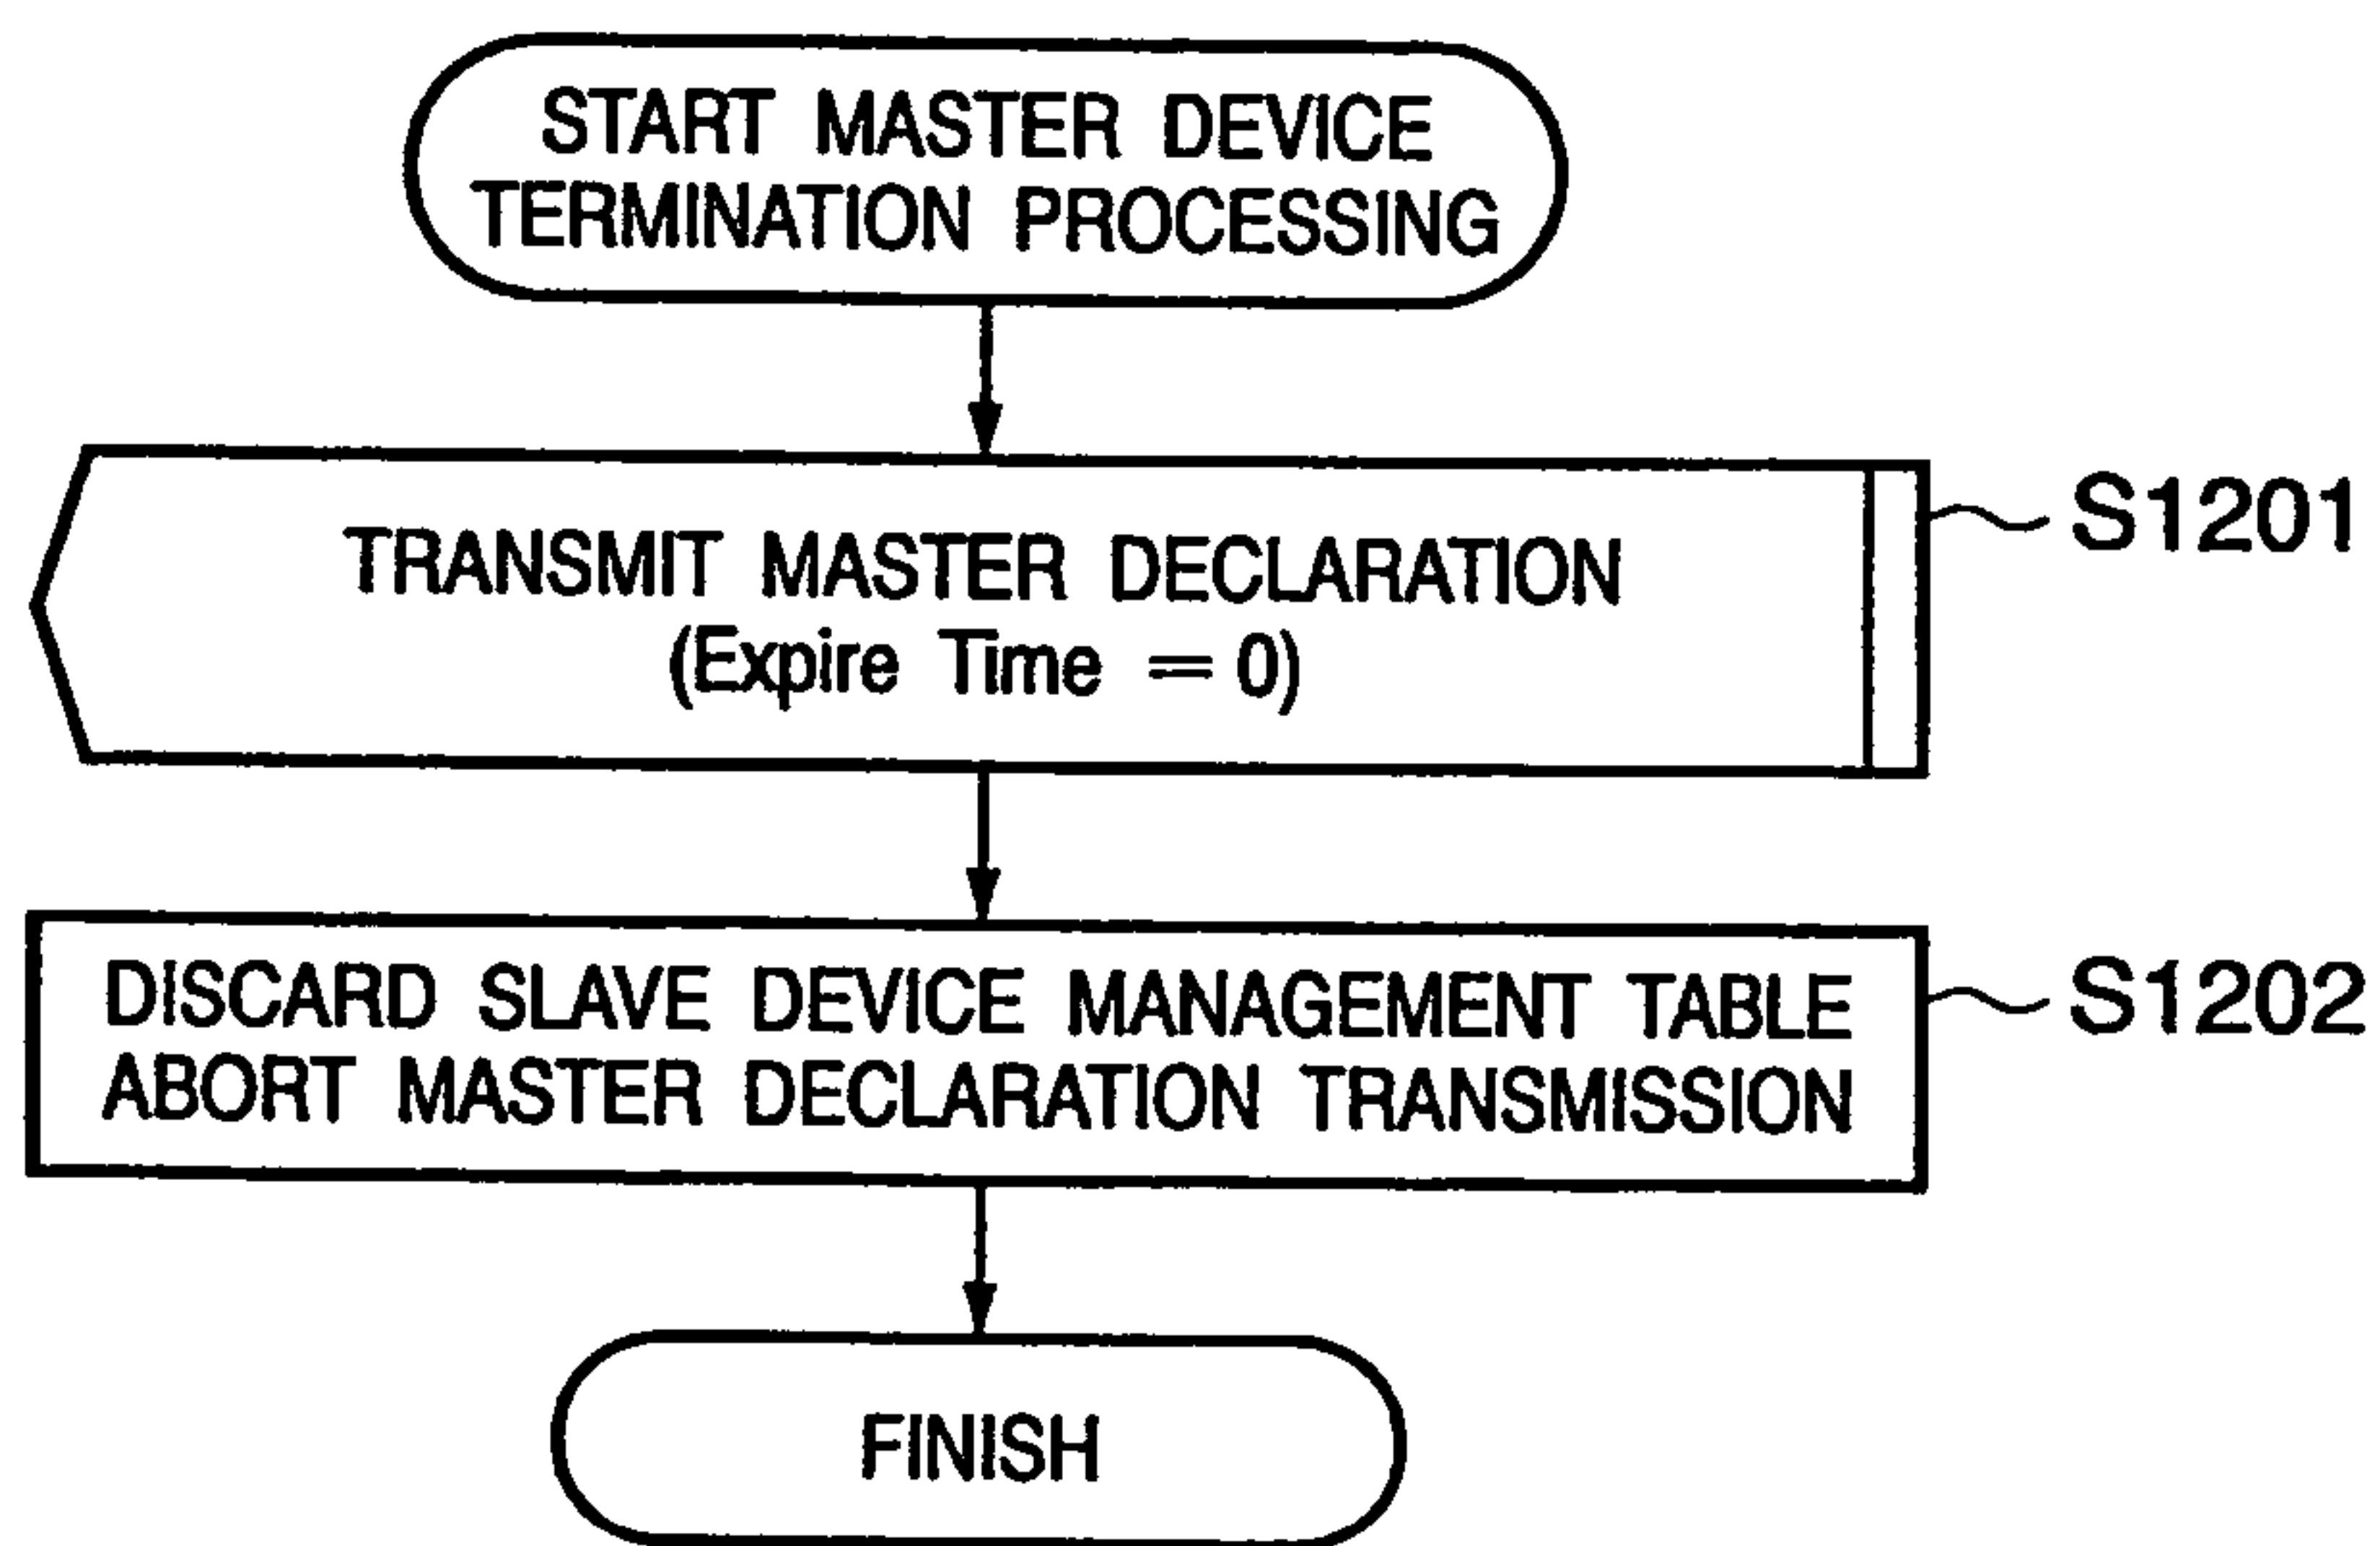 START MASTER DEVICE
TERMINATION PROCESSING
TRANSMIT MASTER DECLARATION
(Expire Time = 0)
S1201
DISCARD SLAVE DEVICE MANAGEMENT TABLE
ABORT MASTER DECLARATION TRANSMISSION
S1202
FINISH